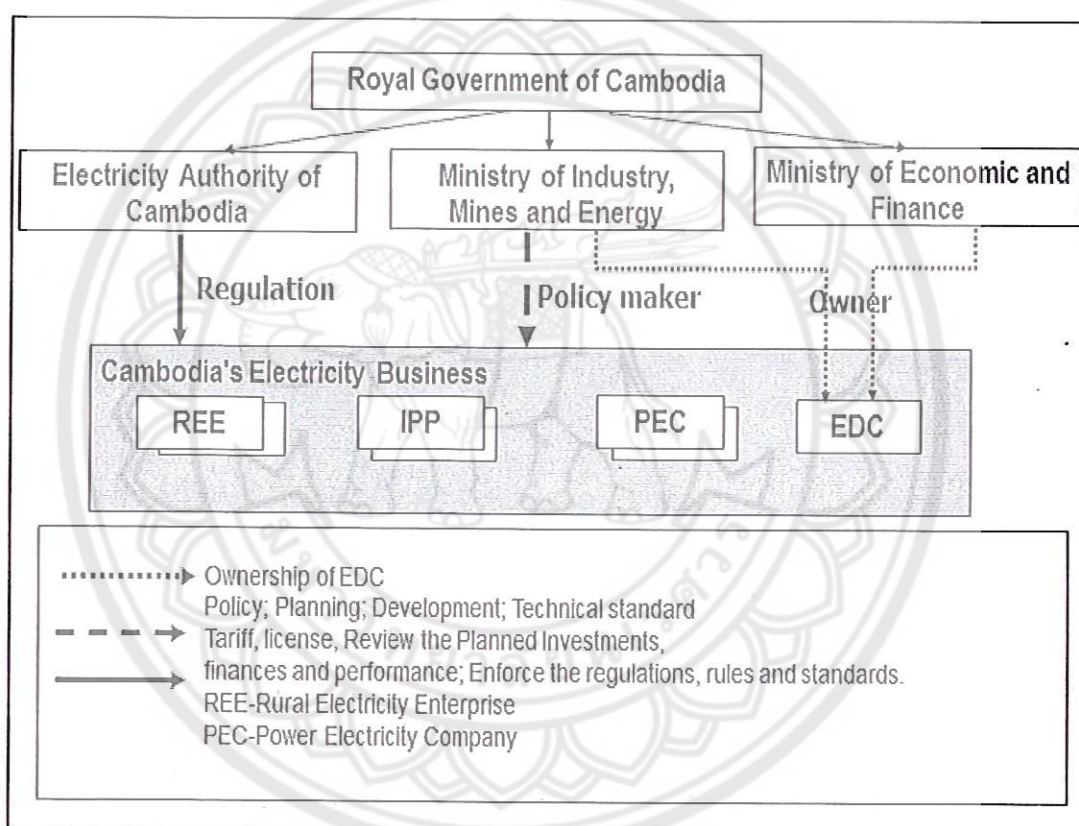 Royal Government of Cambodia
Electricity Authority of
Cambodia
Ministry of Industry,
Mines and Energy
Ministry of Economic and
Finance
Regulation
Policy maker
Owner
Cambodia's Electricity Business
REE
IPP
PEC
EDC
Ownership of EDC
Policy; Planning; Development; Technical standard
Tariff, license, Review the Planned Investments,
finances and performance; Enforce the regulations, rules and standards.
REE-Rural Electricity Enterprise
PEC-Power Electricity Company